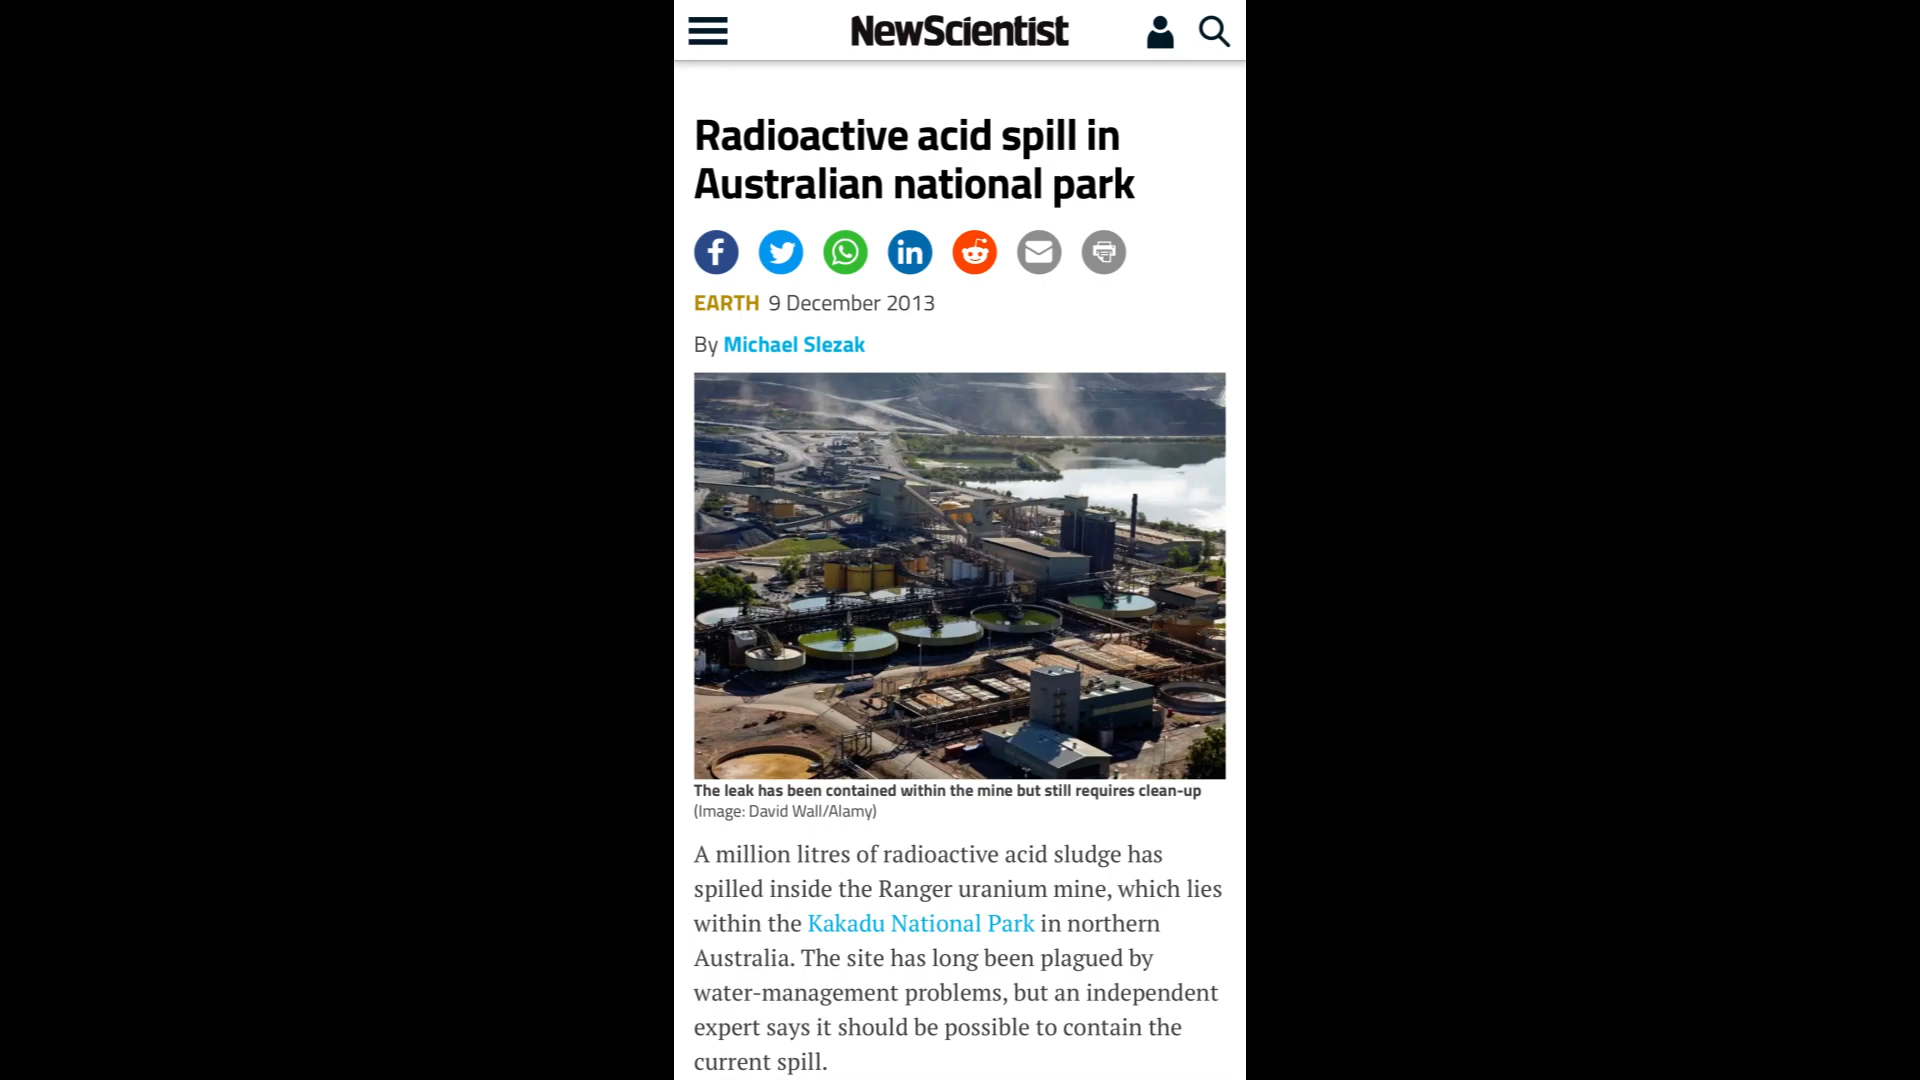 NewScientist
Radioactive acid spill in
Australian national park
EARTH 9 December 2013
By Michael Slezak
The leak has been contained within the mine but still requires clean-up
(Image: David Wall/Alamy)
A million litres of radioactive acid sludge has
spilled inside the Ranger uranium mine, which lies
within the Kakadu National Park in northern
Australia. The site has long been plagued by
water-management problems, but an independent
expert says it should be possible to contain the
current spill.